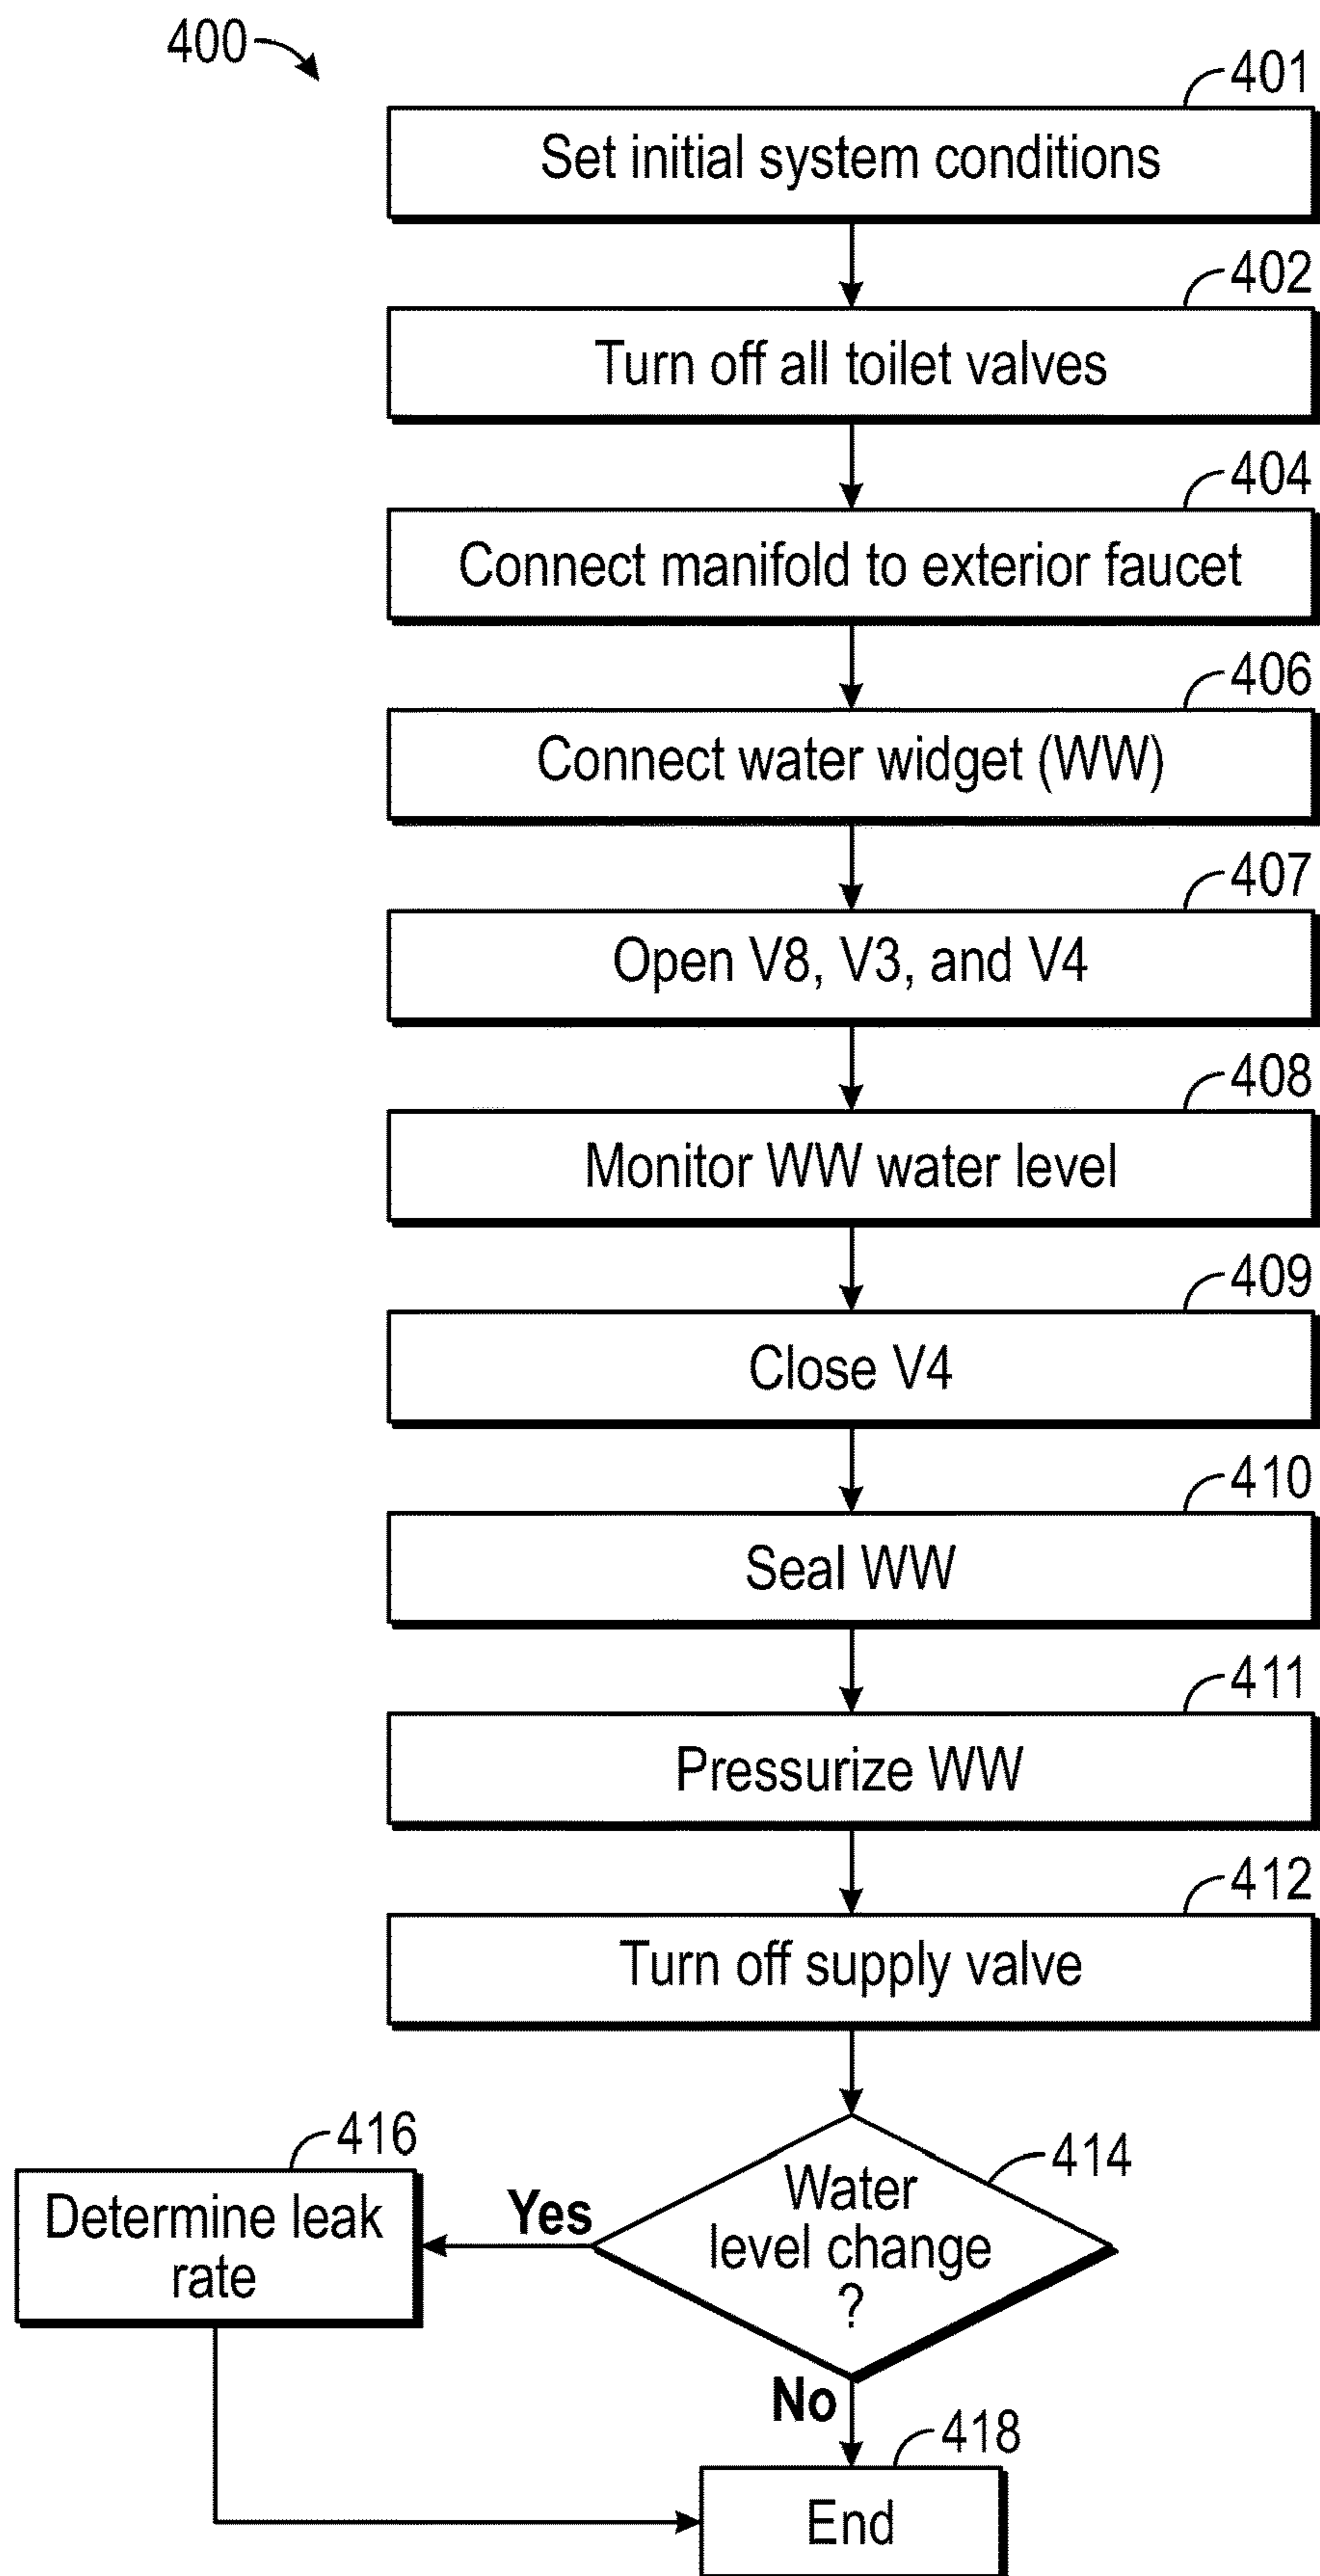 400
401
Set initial system conditions
402
Turn off all toilet valves
404
Connect manifold to exterior faucet
406
Connect water widget (WW)
407
Open V8, V3, and V4
408
Monitor WW water level
409
Close V4
410
Seal WW
411
Pressurize WW
412
Turn off supply valve
414
Water
level change
?
Yes
416
Determine leak
rate
No
418
End